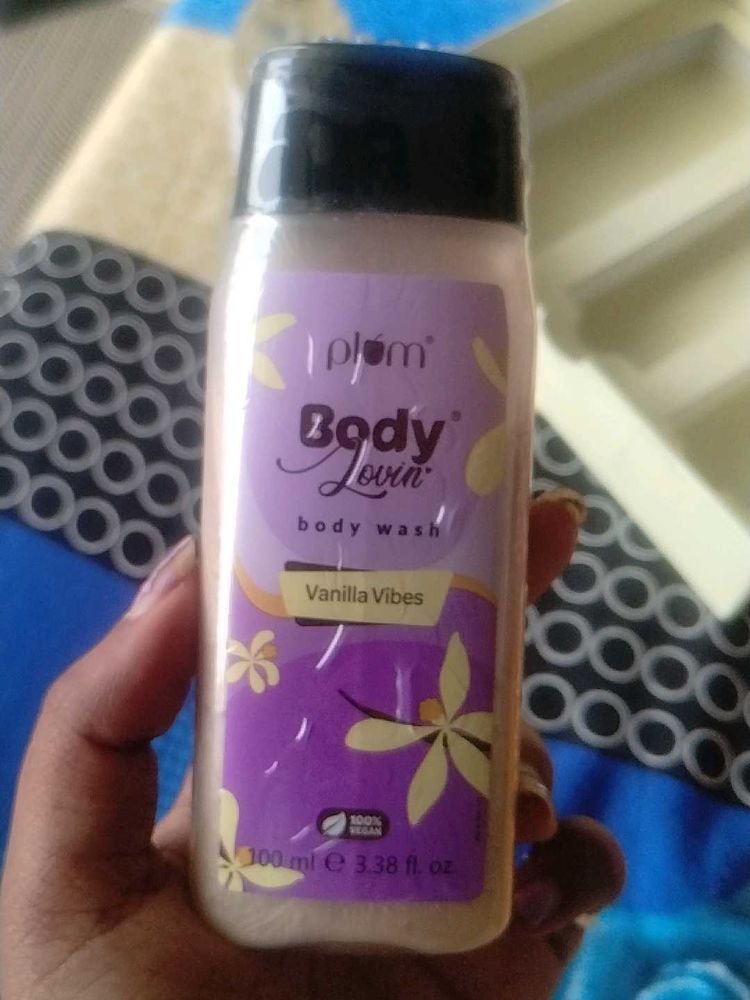 plum®
Body®
Lovin'
body wash
Vanilla Vibes
100%
VEGAN
100 ml ℮ 3.38 fl. oz.